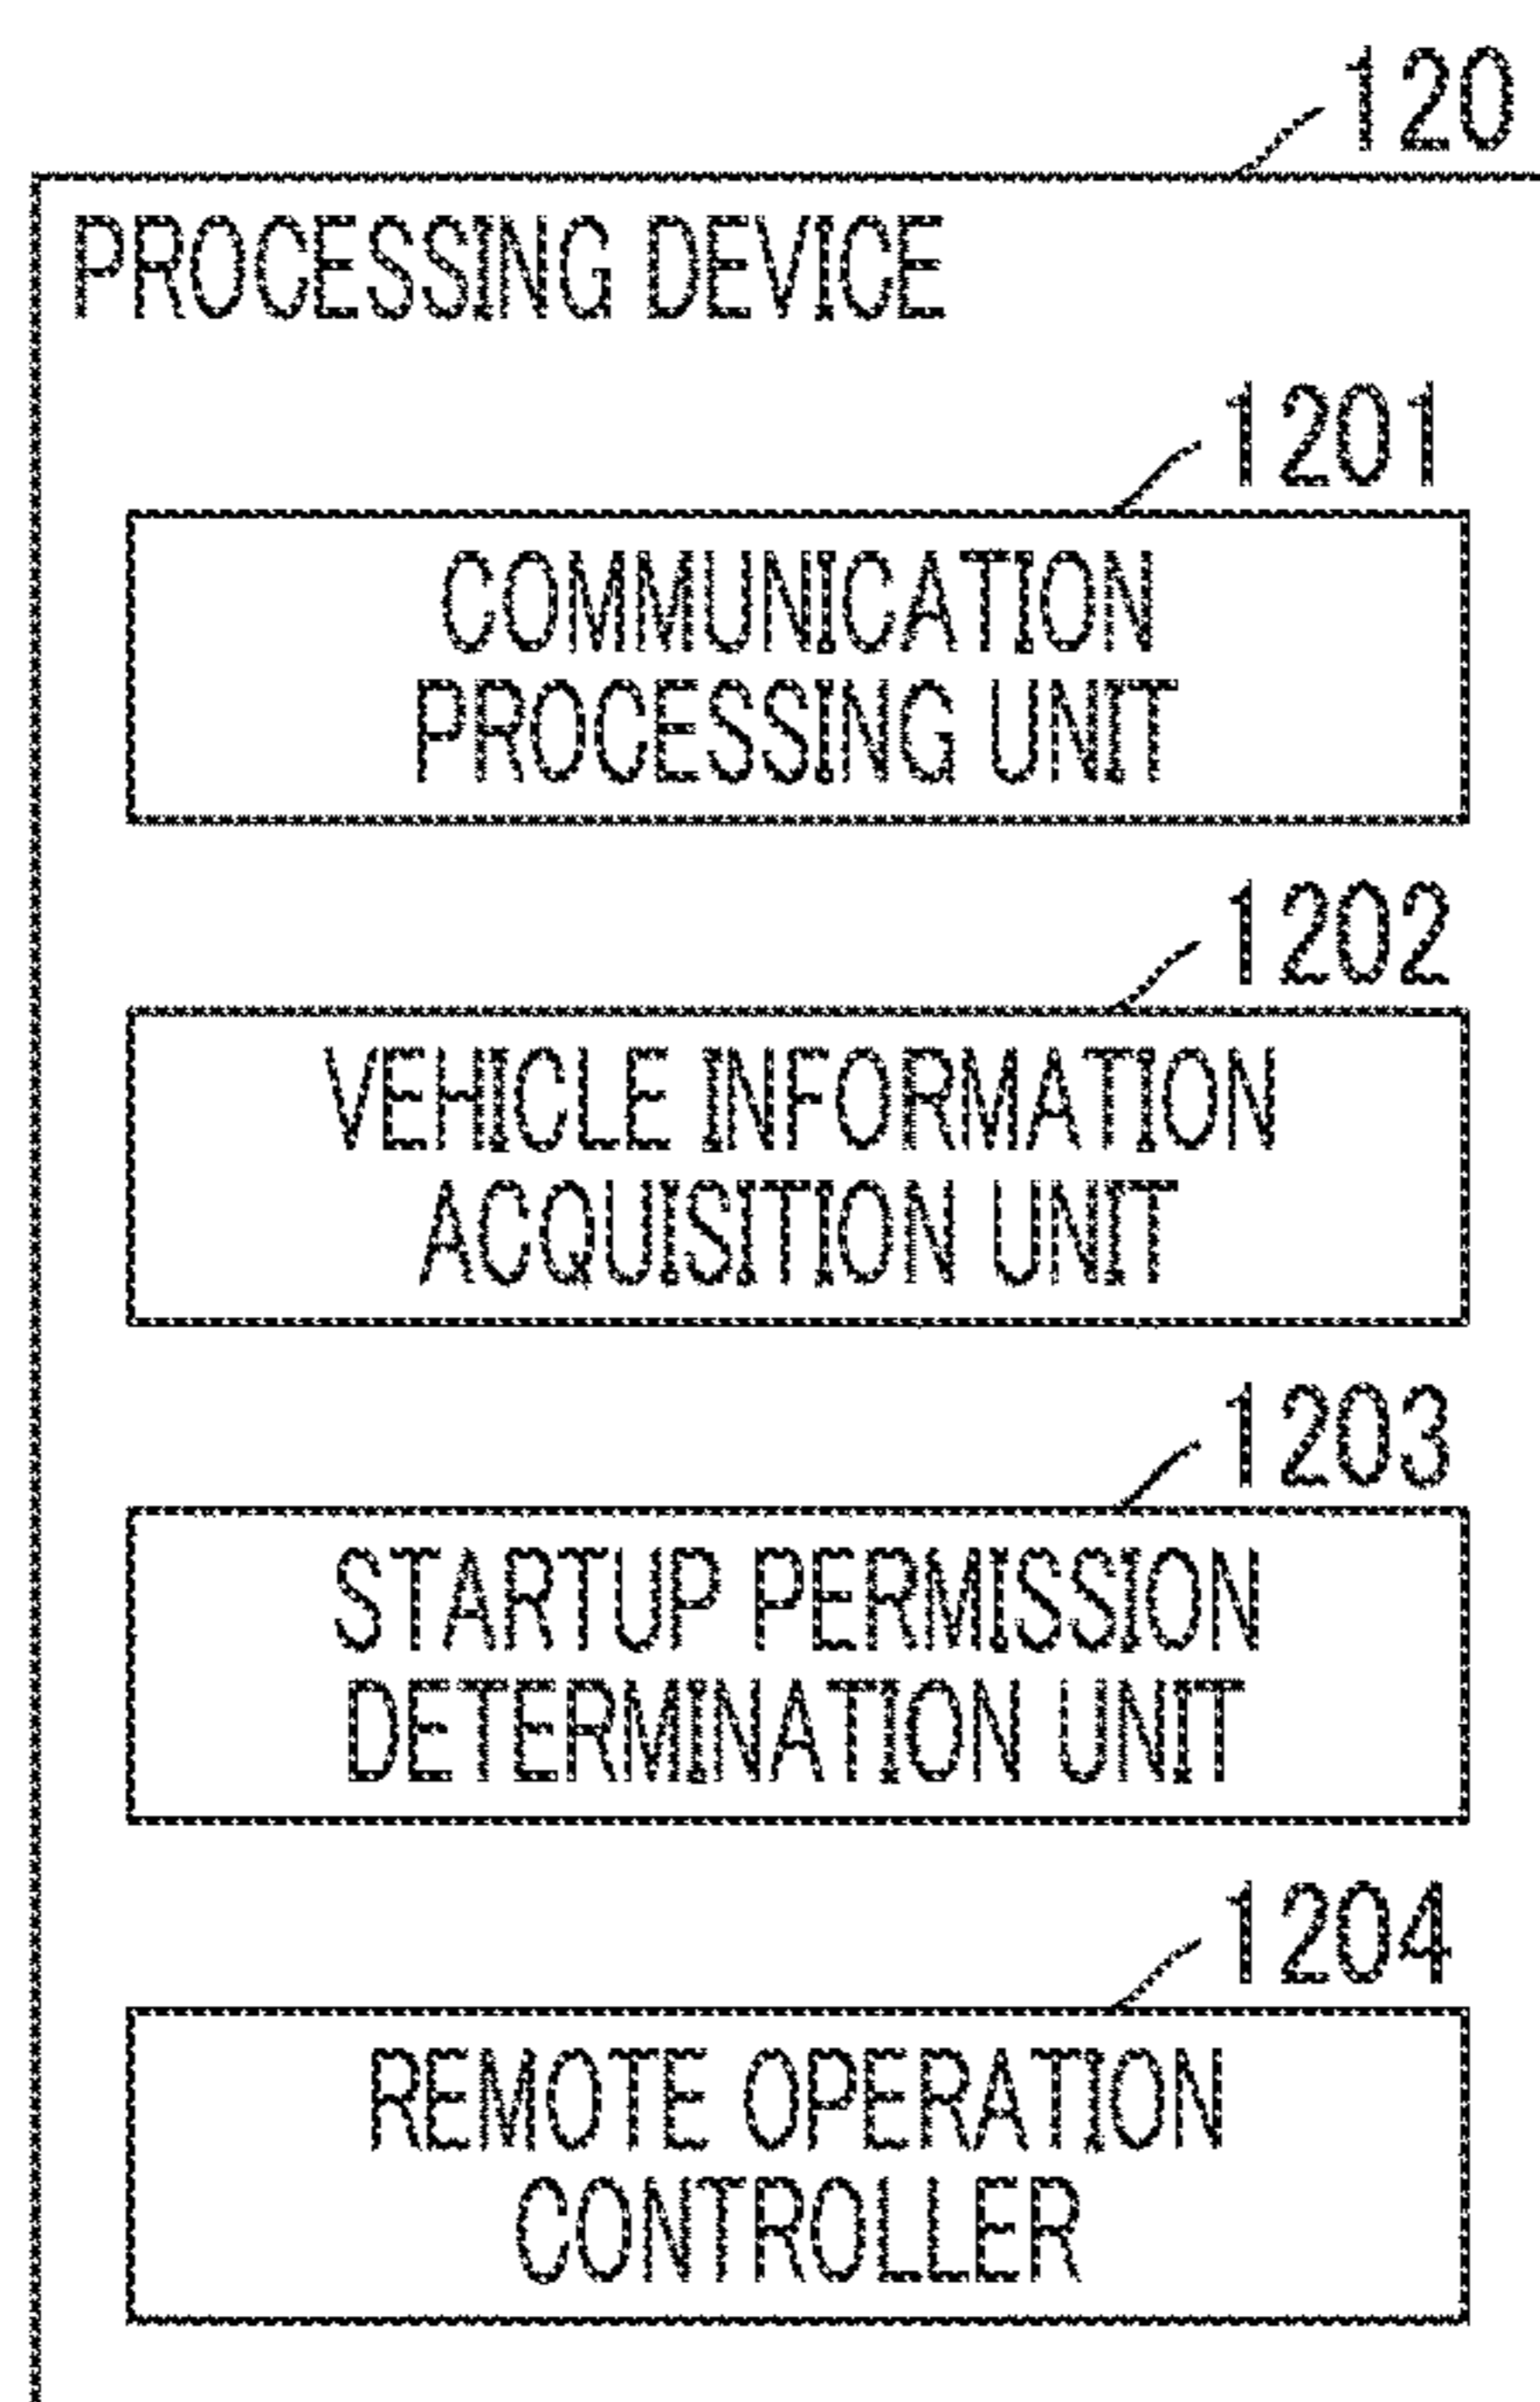 120
PROCESSING DEVICE
1201
COMMUNICATION
PROCESSING UNIT
1202
VEHICLE INFORMATION
ACQUISITION UNIT
1203
STARTUP PERMISSION
DETERMINATION UNIT
1204
REMOTE OPERATION
CONTROLLER